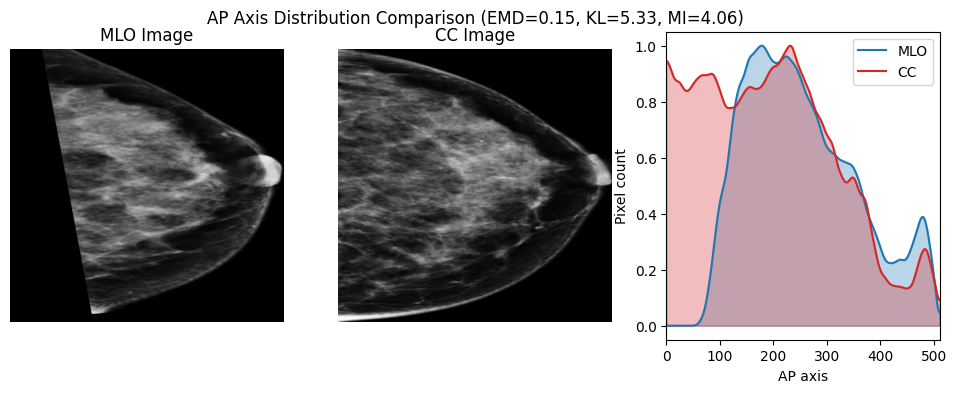 AP Axis Distribution Comparison (EMD=0.15, KL=5.33, MI=4.06)
MLO Image
CC Image
MLO
CC
Pixel count
1.0
0.8
0.6
0.4
0.2
0.0
0 100 200 300 400 500
AP axis